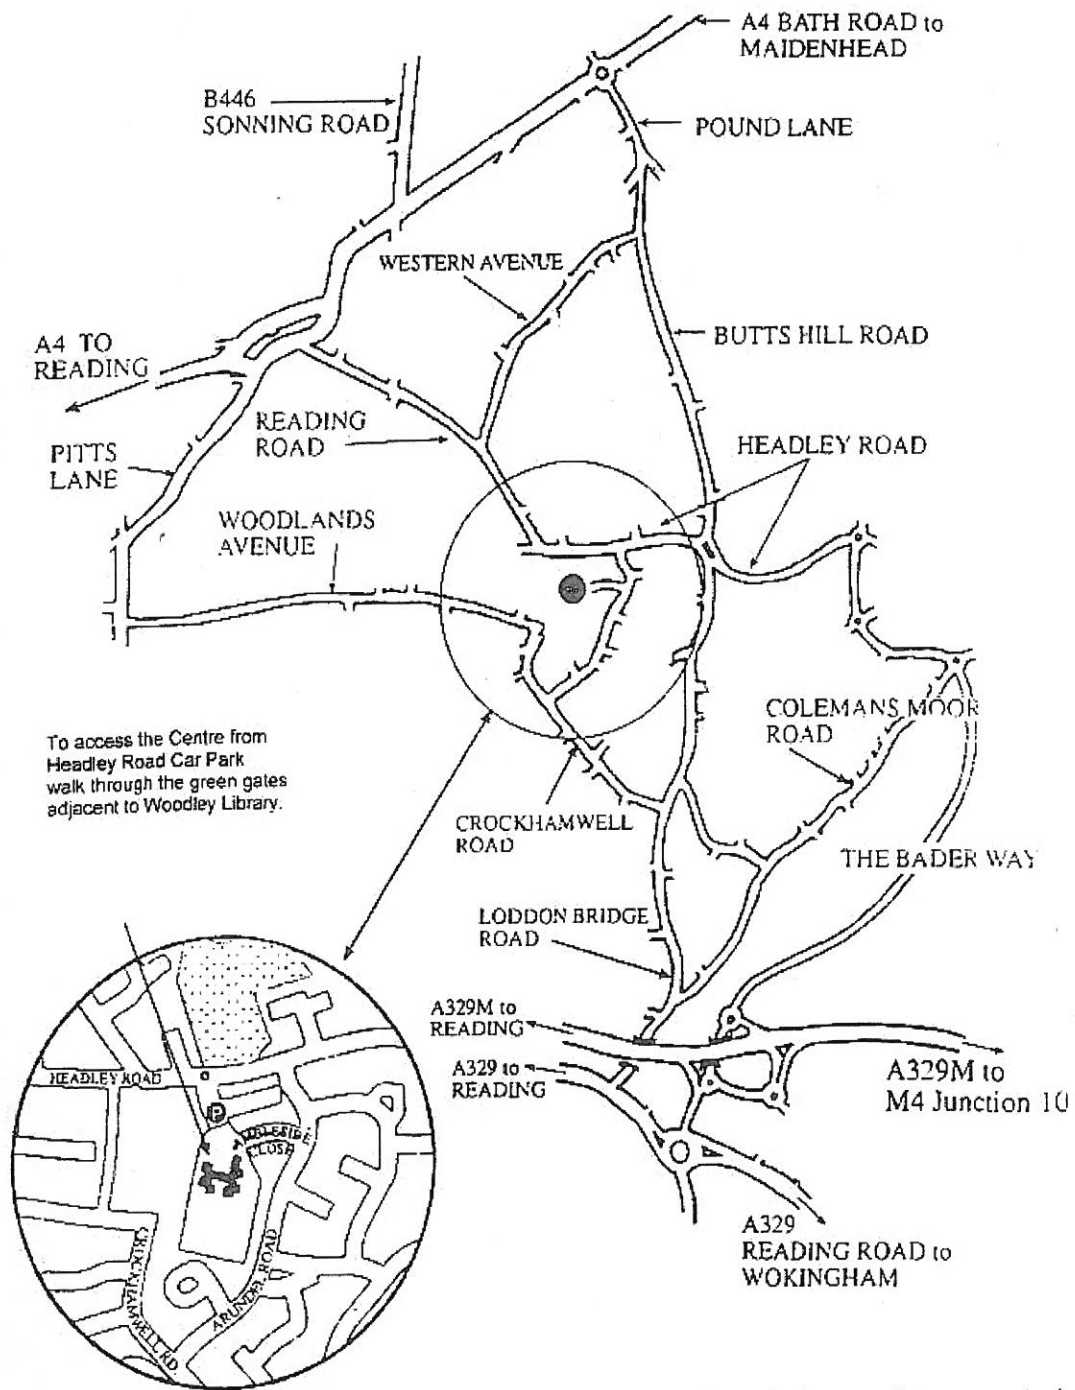 A4 BATH ROAD to
MAIDENHEAD
B446
SONNING ROAD
POUND LANE
WESTERN AVENUE
BUTTS HILL ROAD
A4 TO
READING
READING
ROAD
HEADLEY ROAD
PITTS
LANE
WOODLANDS
AVENUE
COLEMANS MOOR
ROAD
To access the Centre from
Headley Road Car Park
walk through the green gates
adjacent to Woodley Library.
CROCKHAMWELL
ROAD
THE BADER WAY
LODDON BRIDGE
ROAD
A329M to
READING
A329 to
READING
A329M to
M4 Junction 10
HEADLEY ROAD
P
AMBLESIDE
CLOSE
CROCKHAMWELL RD.
ARUNDEL ROAD
A329
READING ROAD to
WOKINGHAM